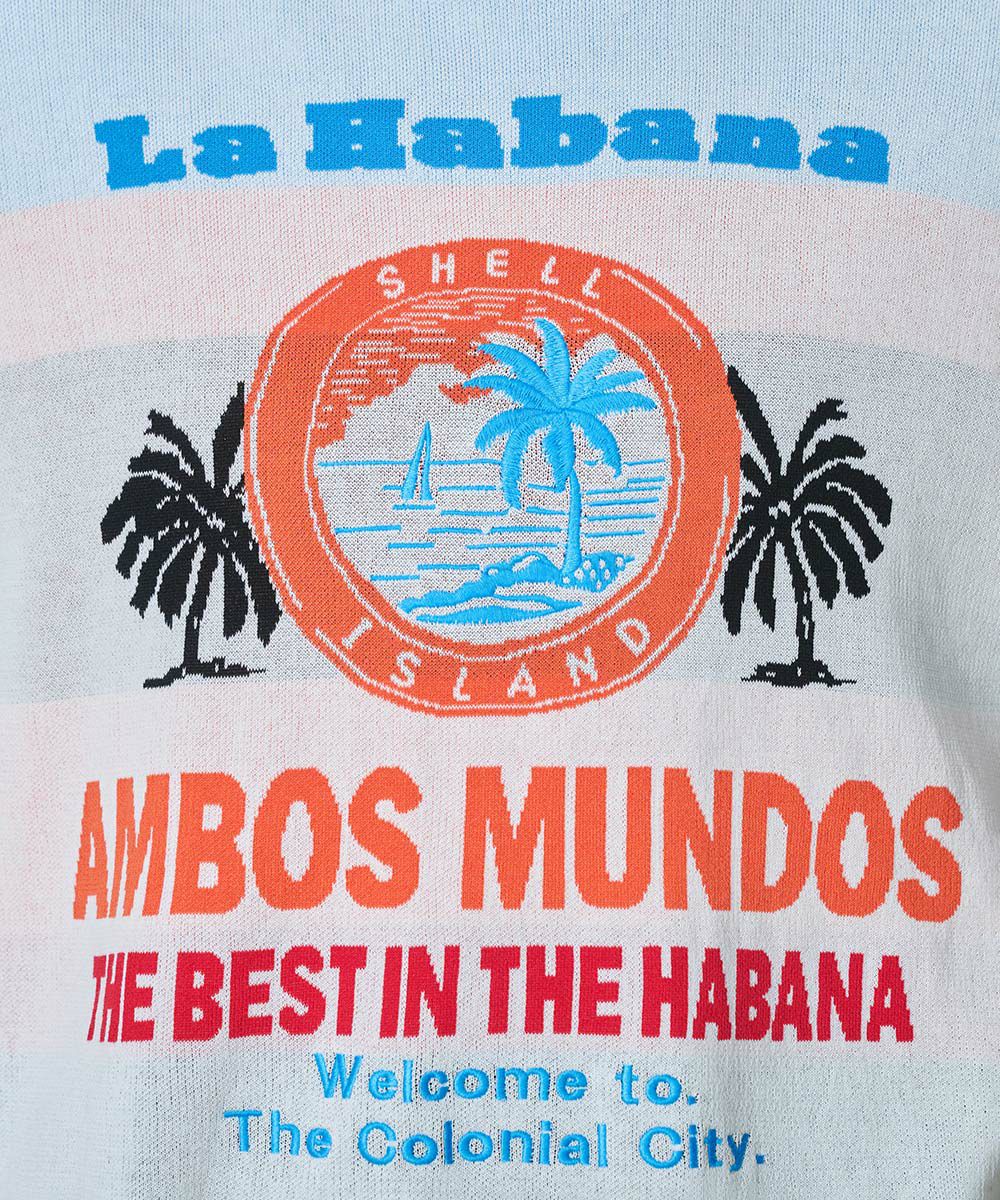 La Habana
SHELL
ISLAND
AMBOS MUNDOS
THE BEST IN THE HABANA
Welcome to.
The Colonial City.